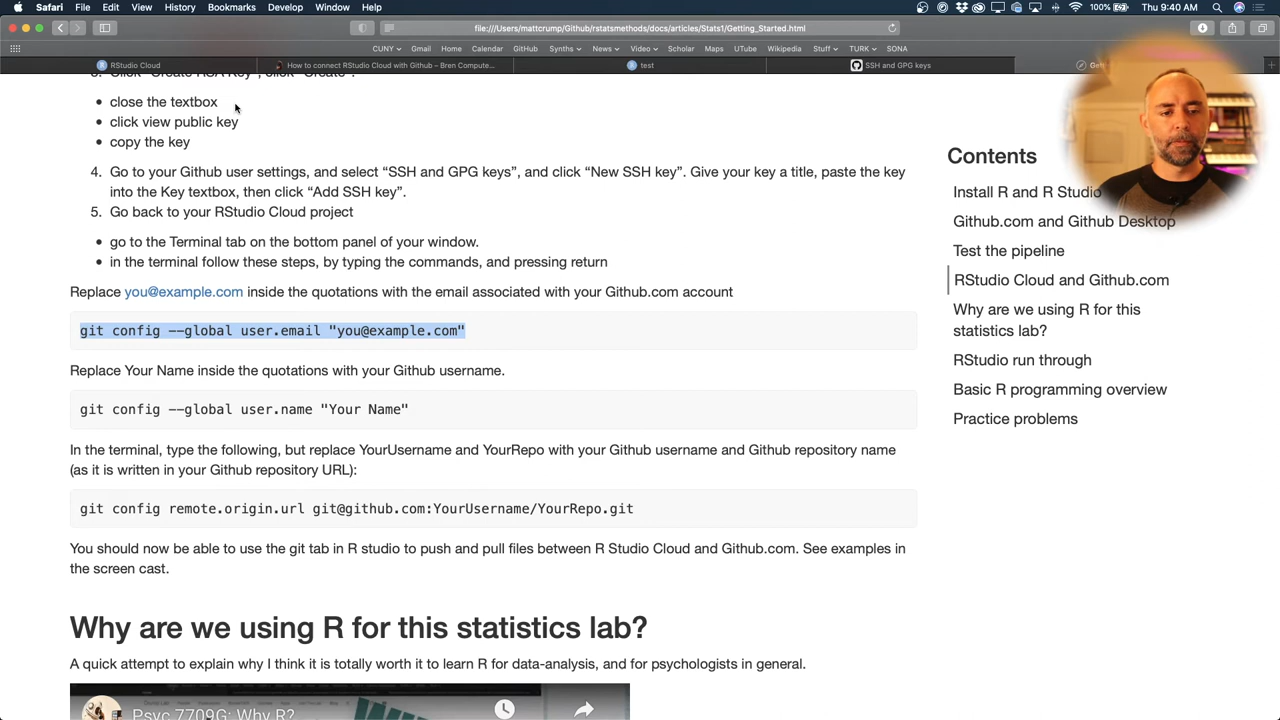 Safari File Edit View History Bookmarks Develop Window Help
100% Thu 9:40 AM
file:///Users/mattcrump/Github/rstatsmethods/docs/articles/Stats1/Getting_Started.html
CUNY Gmail Home Calendar GitHub Synths News Video Scholar Maps UTube Wikipedia Stuff TURK SONA
RStudio Cloud
How to connect RStudio Cloud with Github – Bren Compute...
test
SSH and GPG keys
3. Click “Create RSA Key”, click “Create”.
close the textbox
click view public key
copy the key
4. Go to your Github user settings, and select “SSH and GPG keys”, and click “New SSH key”. Give your key a title, paste the key
into the Key textbox, then click “Add SSH key”.
5. Go back to your RStudio Cloud project
go to the Terminal tab on the bottom panel of your window.
in the terminal follow these steps, by typing the commands, and pressing return
Replace you@example.com inside the quotations with the email associated with your Github.com account
git config --global user.email "you@example.com"
Replace Your Name inside the quotations with your Github username.
git config --global user.name "Your Name"
In the terminal, type the following, but replace YourUsername and YourRepo with your Github username and Github repository name
(as it is written in your Github repository URL):
git config remote.origin.url git@github.com:YourUsername/YourRepo.git
You should now be able to use the git tab in R studio to push and pull files between R Studio Cloud and Github.com. See examples in
the screen cast.
Why are we using R for this statistics lab?
A quick attempt to explain why I think it is totally worth it to learn R for data-analysis, and for psychologists in general.
Psyc 7709G: Why R?
Contents
Install R and R Studio
Github.com and Github Desktop
Test the pipeline
RStudio Cloud and Github.com
Why are we using R for this
statistics lab?
RStudio run through
Basic R programming overview
Practice problems